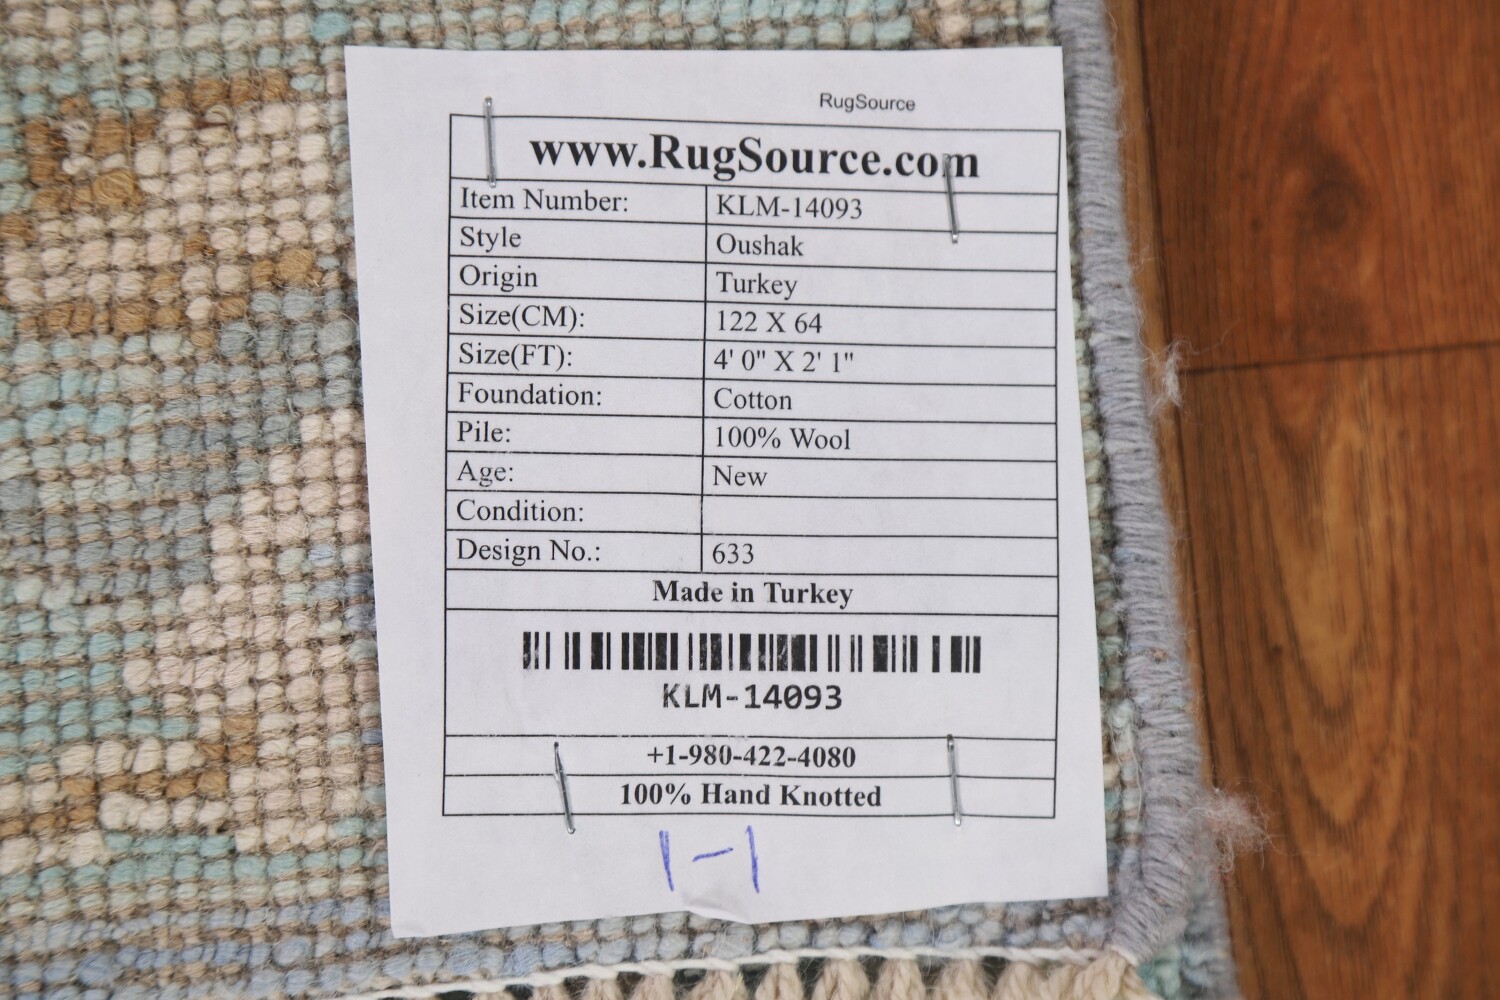 RugSource
www.RugSource.com
Item Number: KLM-14093
Style Oushak
Origin Turkey
Size(CM): 122 X 64
Size(FT): 4' 0" X 2' 1"
Foundation: Cotton
Pile: 100% Wool
Age: New
Condition:
Design No.: 633
Made in Turkey
KLM-14093
+1-980-422-4080
100% Hand Knotted
1-1